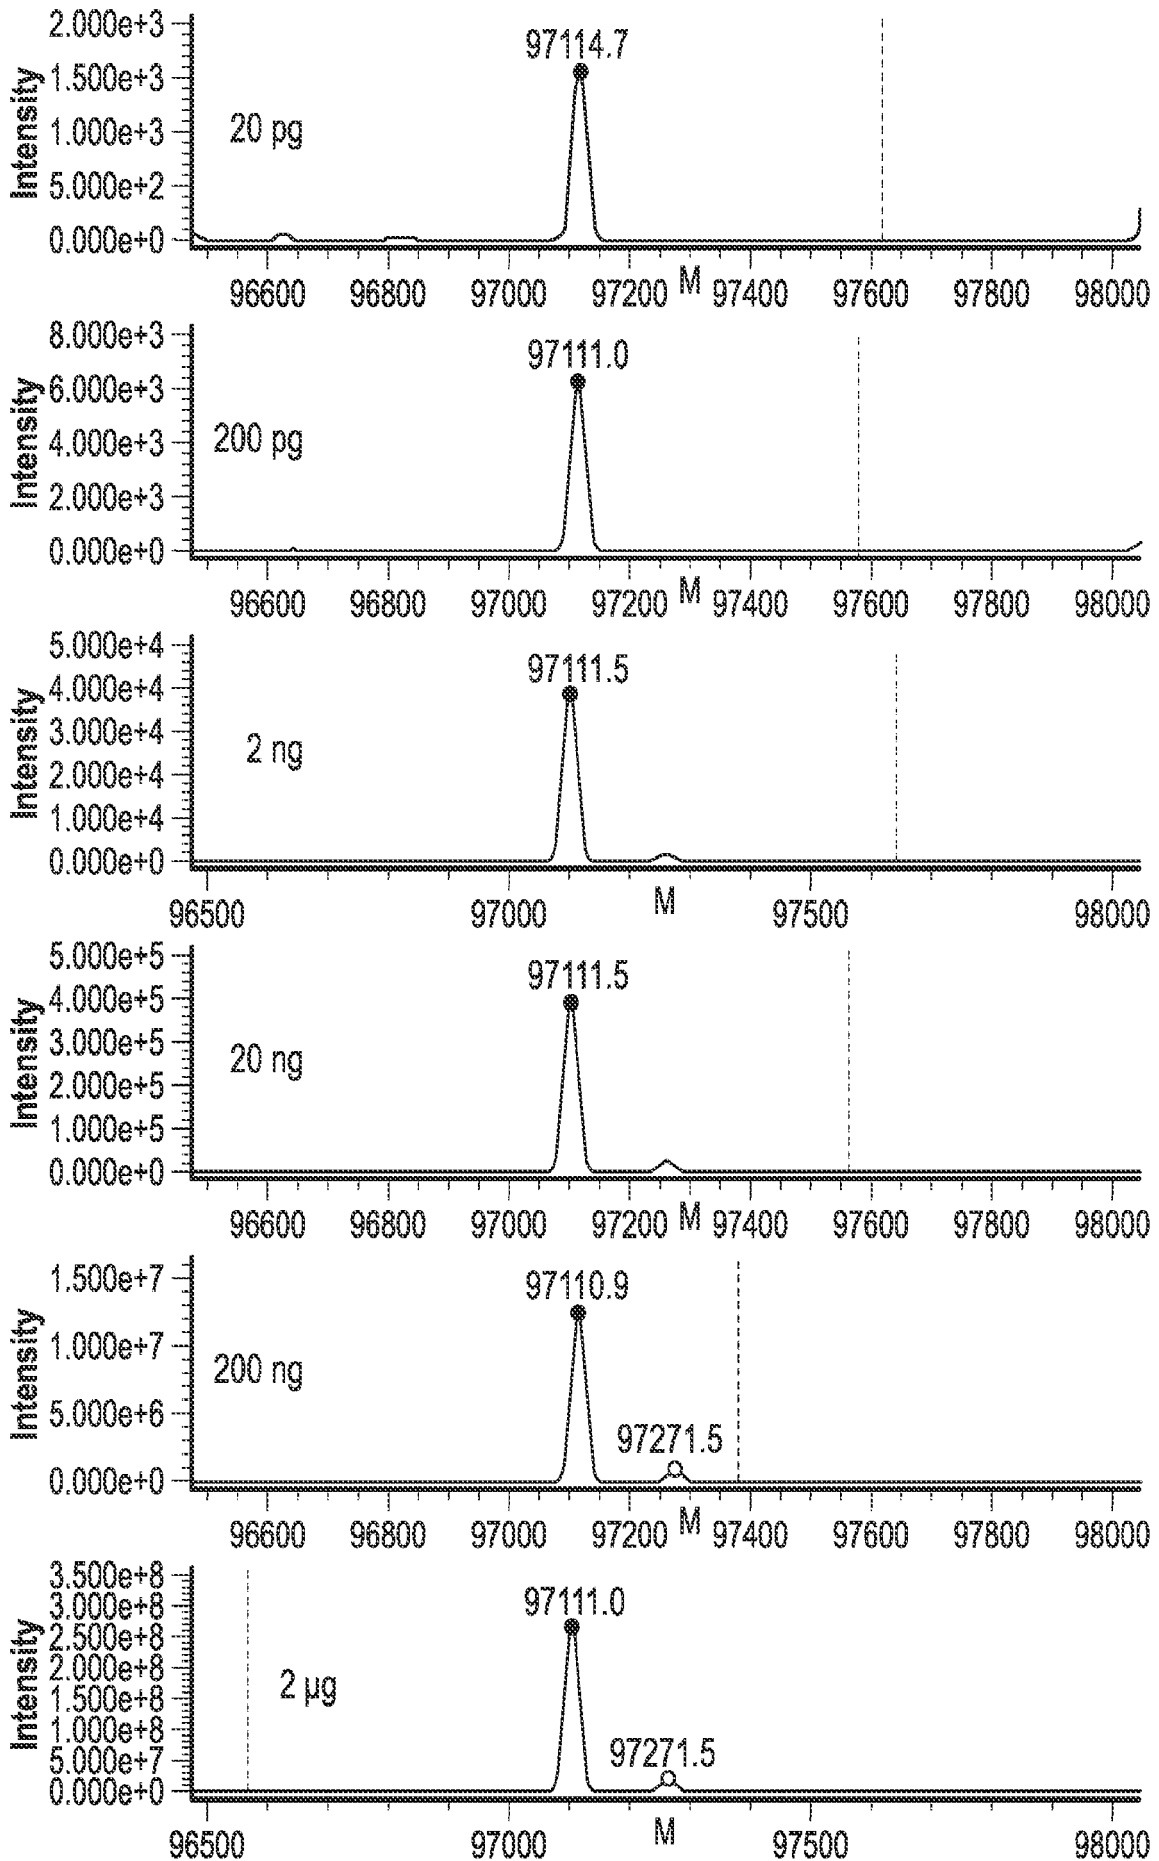 Intensity
2.000e+3
1.500e+3
1.000e+3
5.000e+2
0.000e+0
97114.7
20 pg
96600 96800 97000 97200 M 97400 97600 97800 98000
Intensity
8.000e+3
6.000e+3
4.000e+3
2.000e+3
0.000e+0
97111.0
200 pg
96600 96800 97000 97200 M 97400 97600 97800 98000
Intensity
5.000e+4
4.000e+4
3.000e+4
2.000e+4
1.000e+4
0.000e+0
97111.5
2 ng
96500 97000 M 97500 98000
Intensity
5.000e+5
4.000e+5
3.000e+5
2.000e+5
1.000e+5
0.000e+0
97111.5
20 ng
96600 96800 97000 97200 M 97400 97600 97800 98000
Intensity
1.500e+7
1.000e+7
5.000e+6
0.000e+0
97110.9
200 ng
97271.5
96600 96800 97000 97200 M 97400 97600 97800 98000
Intensity
3.500e+8
3.000e+8
2.500e+8
2.000e+8
1.500e+8
1.000e+8
5.000e+7
0.000e+0
97111.0
2 µg
97271.5
96500 97000 M 97500 98000